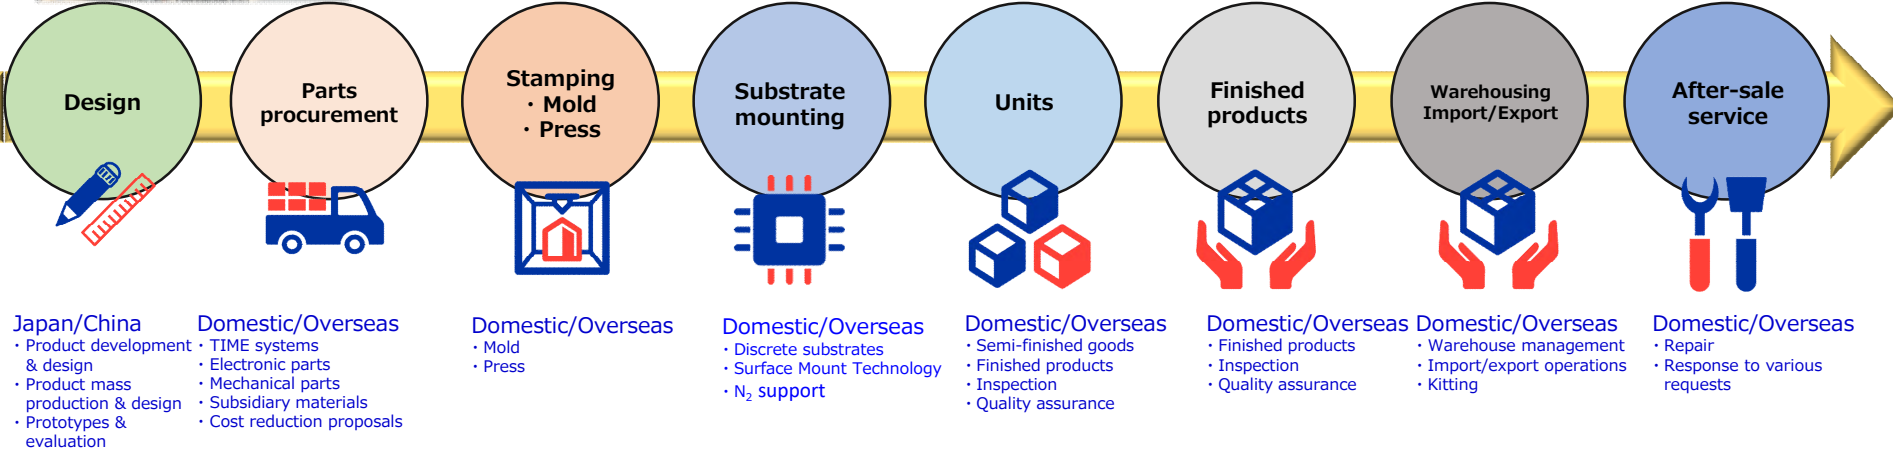 Design
Parts
procurement
Stamping
・Mold
・Press
Substrate
mounting
Units
Finished
products
Warehousing
Import/Export
After-sale
service
Japan/China
・Product development
& design
・Product mass
production & design
・Prototypes &
evaluation
Domestic/Overseas
・TIME systems
・Electronic parts
・Mechanical parts
・Subsidiary materials
・Cost reduction proposals
Domestic/Overseas
・Mold
・Press
Domestic/Overseas
・Discrete substrates
・Surface Mount Technology
・N₂ support
Domestic/Overseas
・Semi-finished goods
・Finished products
・Inspection
・Quality assurance
Domestic/Overseas
・Finished products
・Inspection
・Quality assurance
Domestic/Overseas
・Warehouse management
・Import/export operations
・Kitting
Domestic/Overseas
・Repair
・Response to various
requests